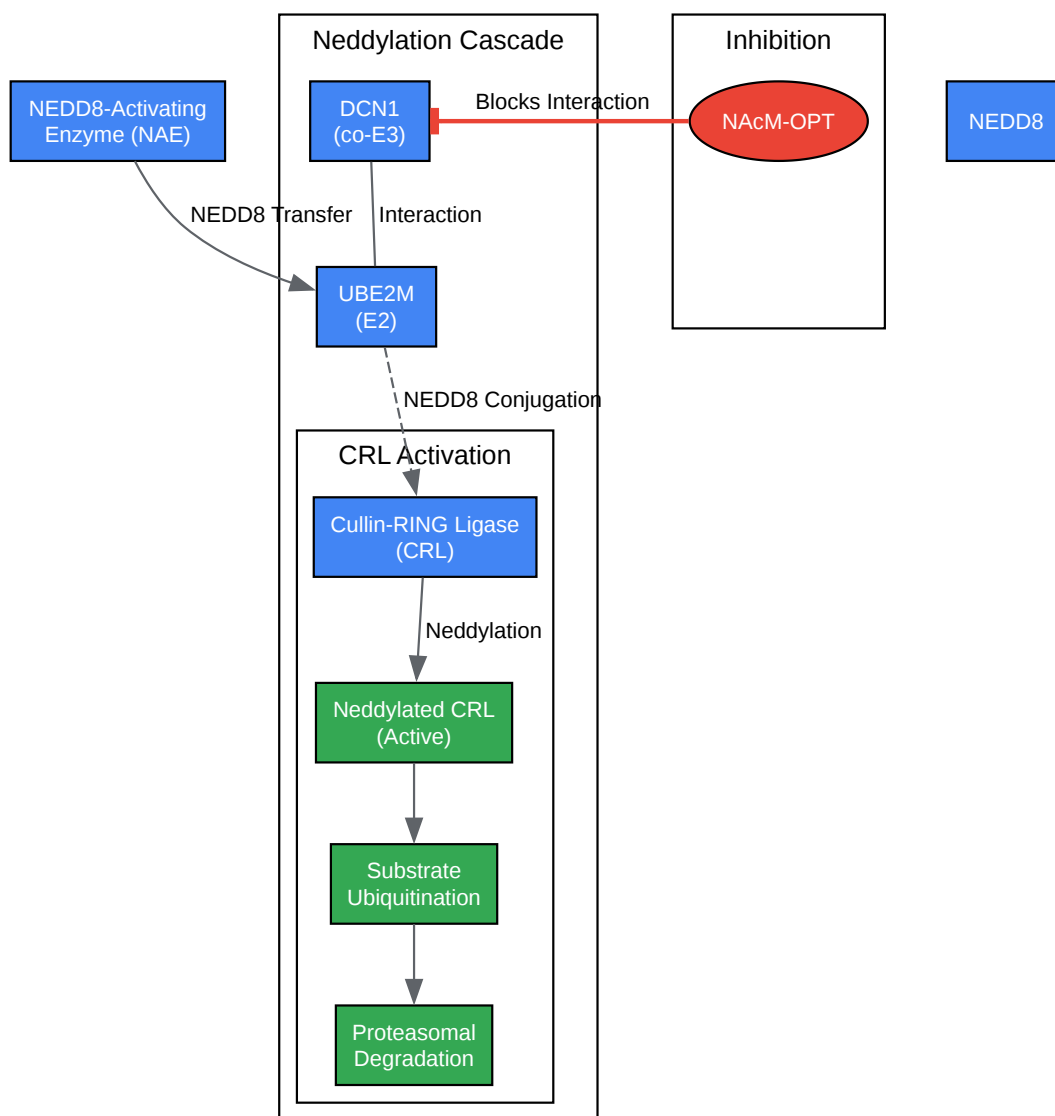 Neddylation Cascade
Inhibition
NEDD8-Activating
Enzyme (NAE)
DCN1
(co-E3)
Blocks Interaction
NAcM-OPT
NEDD8
NEDD8 Transfer
Interaction
UBE2M
(E2)
NEDD8 Conjugation
CRL Activation
Cullin-RING Ligase
(CRL)
Neddylation
Neddylated CRL
(Active)
Substrate
Ubiquitination
Proteasomal
Degradation